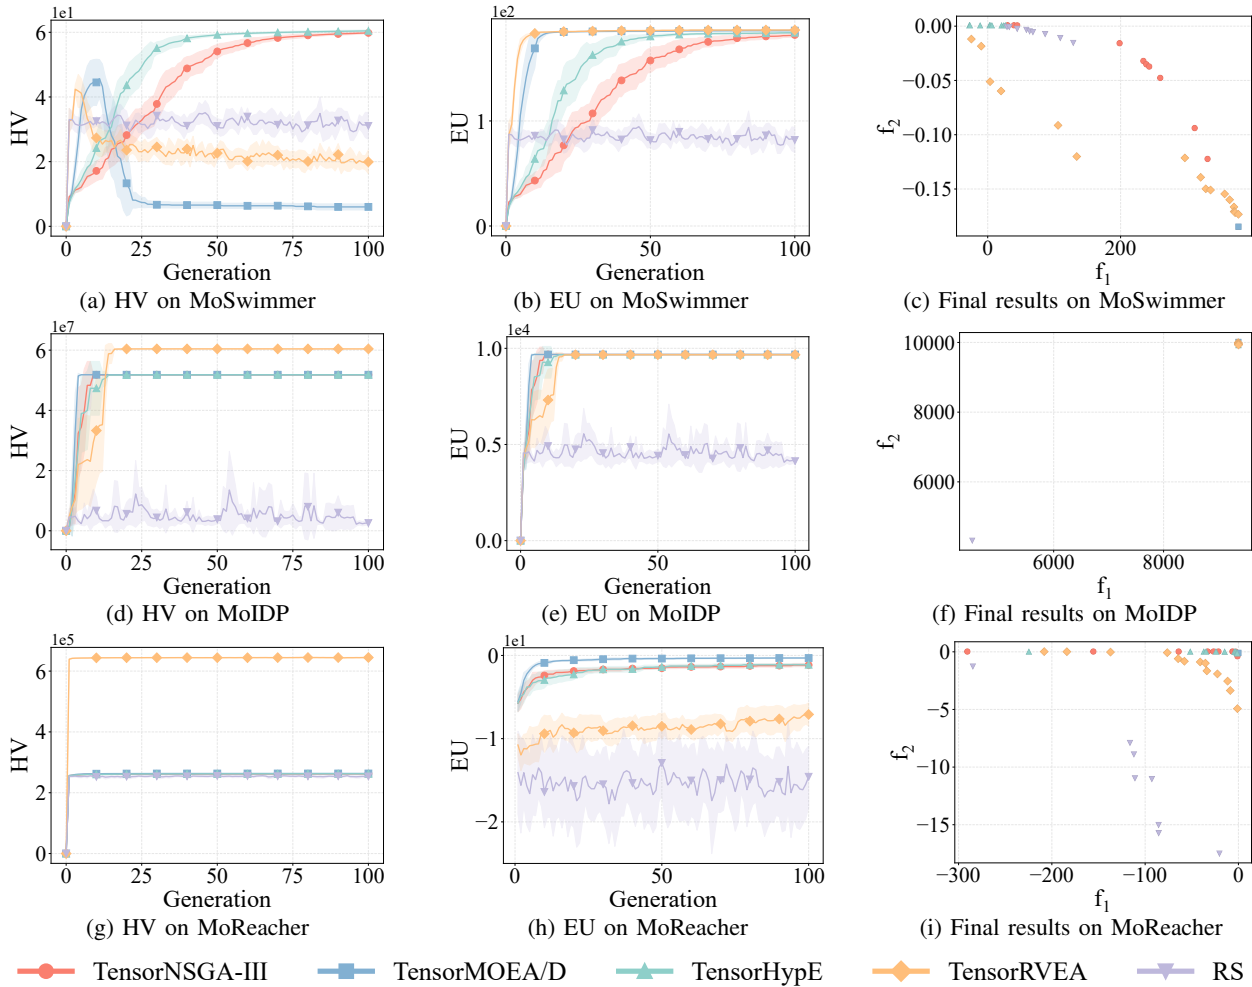 1e1
HV
6
4
2
0
0 25 50 75 100
Generation
(a) HV on MoSwimmer
1e2
EU
1
0
0 50 100
Generation
(b) EU on MoSwimmer
f2
0.00
−0.05
−0.10
−0.15
0 200
f1
(c) Final results on MoSwimmer
1e7
HV
6
4
2
0
0 25 50 75 100
Generation
(d) HV on MoIDP
1e4
EU
1.0
0.5
0.0
0 50 100
Generation
(e) EU on MoIDP
f2
10000
8000
6000
6000 8000
f1
(f) Final results on MoIDP
1e5
HV
6
4
2
0
0 25 50 75 100
Generation
(g) HV on MoReacher
1e1
EU
0
−1
−2
0 50 100
Generation
(h) EU on MoReacher
f2
0
−5
−10
−15
−300 −200 −100 0
f1
(i) Final results on MoReacher
TensorNSGA-III TensorMOEA/D TensorHypE TensorRVEA RS